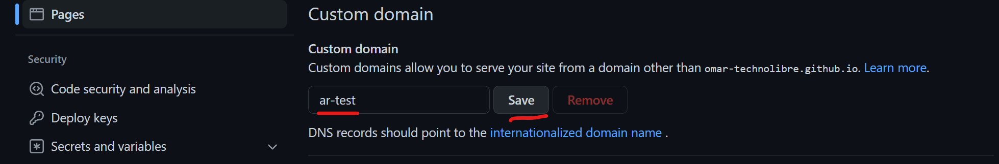 Pages
Security
Code security and analysis
Deploy keys
Secrets and variables
Custom domain
Custom domain
Custom domains allow you to serve your site from a domain other than omar-technolibre.github.io. Learn more.
ar-test Save Remove
DNS records should point to the internationalized domain name .